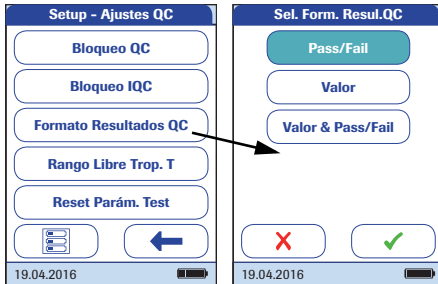 Setup - Ajustes QC
Bloqueo QC
Bloqueo IQC
Formato Resultados QC
Rango Libre Trop. T
Reset Parám. Test
19.04.2016
Sel. Form. Resul.QC
Pass/Fail
Valor
Valor & Pass/Fail
19.04.2016